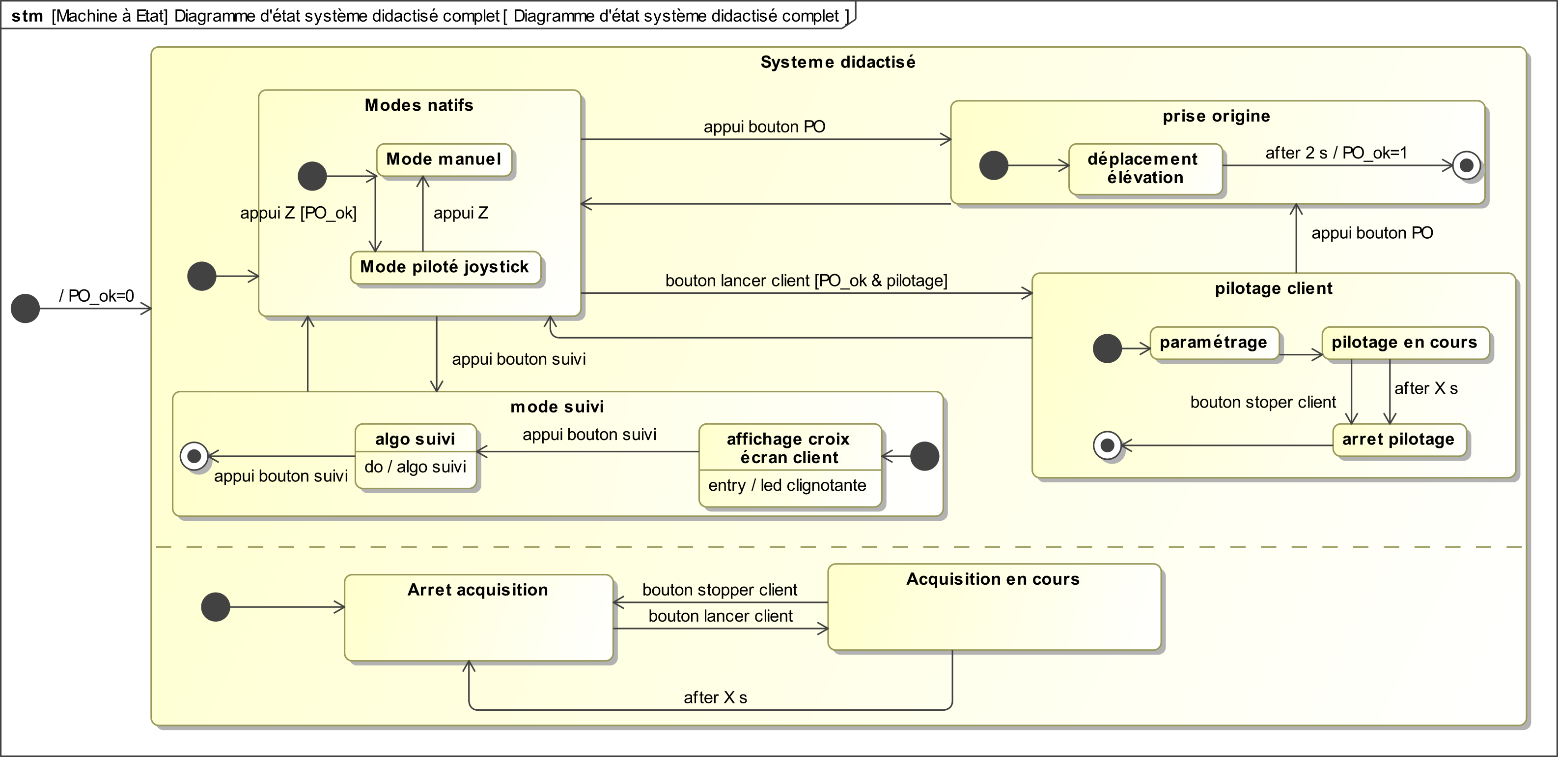 stm [Machine à Etat] Diagramme d'état système didactisé complet [ Diagramme d'état système didactisé complet ]
Systeme didactisé
Modes natifs
Mode manuel
appui Z [PO_ok]
appui Z
Mode piloté joystick
/ PO_ok=0
appui bouton PO
prise origine
déplacement
élévation
after 2 s / PO_ok=1
appui bouton PO
bouton lancer client [PO_ok & pilotage]
pilotage client
paramétrage
pilotage en cours
bouton stoper client
after X s
arret pilotage
appui bouton suivi
mode suivi
algo suivi
do / algo suivi
appui bouton suivi
appui bouton suivi
affichage croix
écran client
entry / led clignotante
Arret acquisition
bouton stopper client
bouton lancer client
Acquisition en cours
after X s